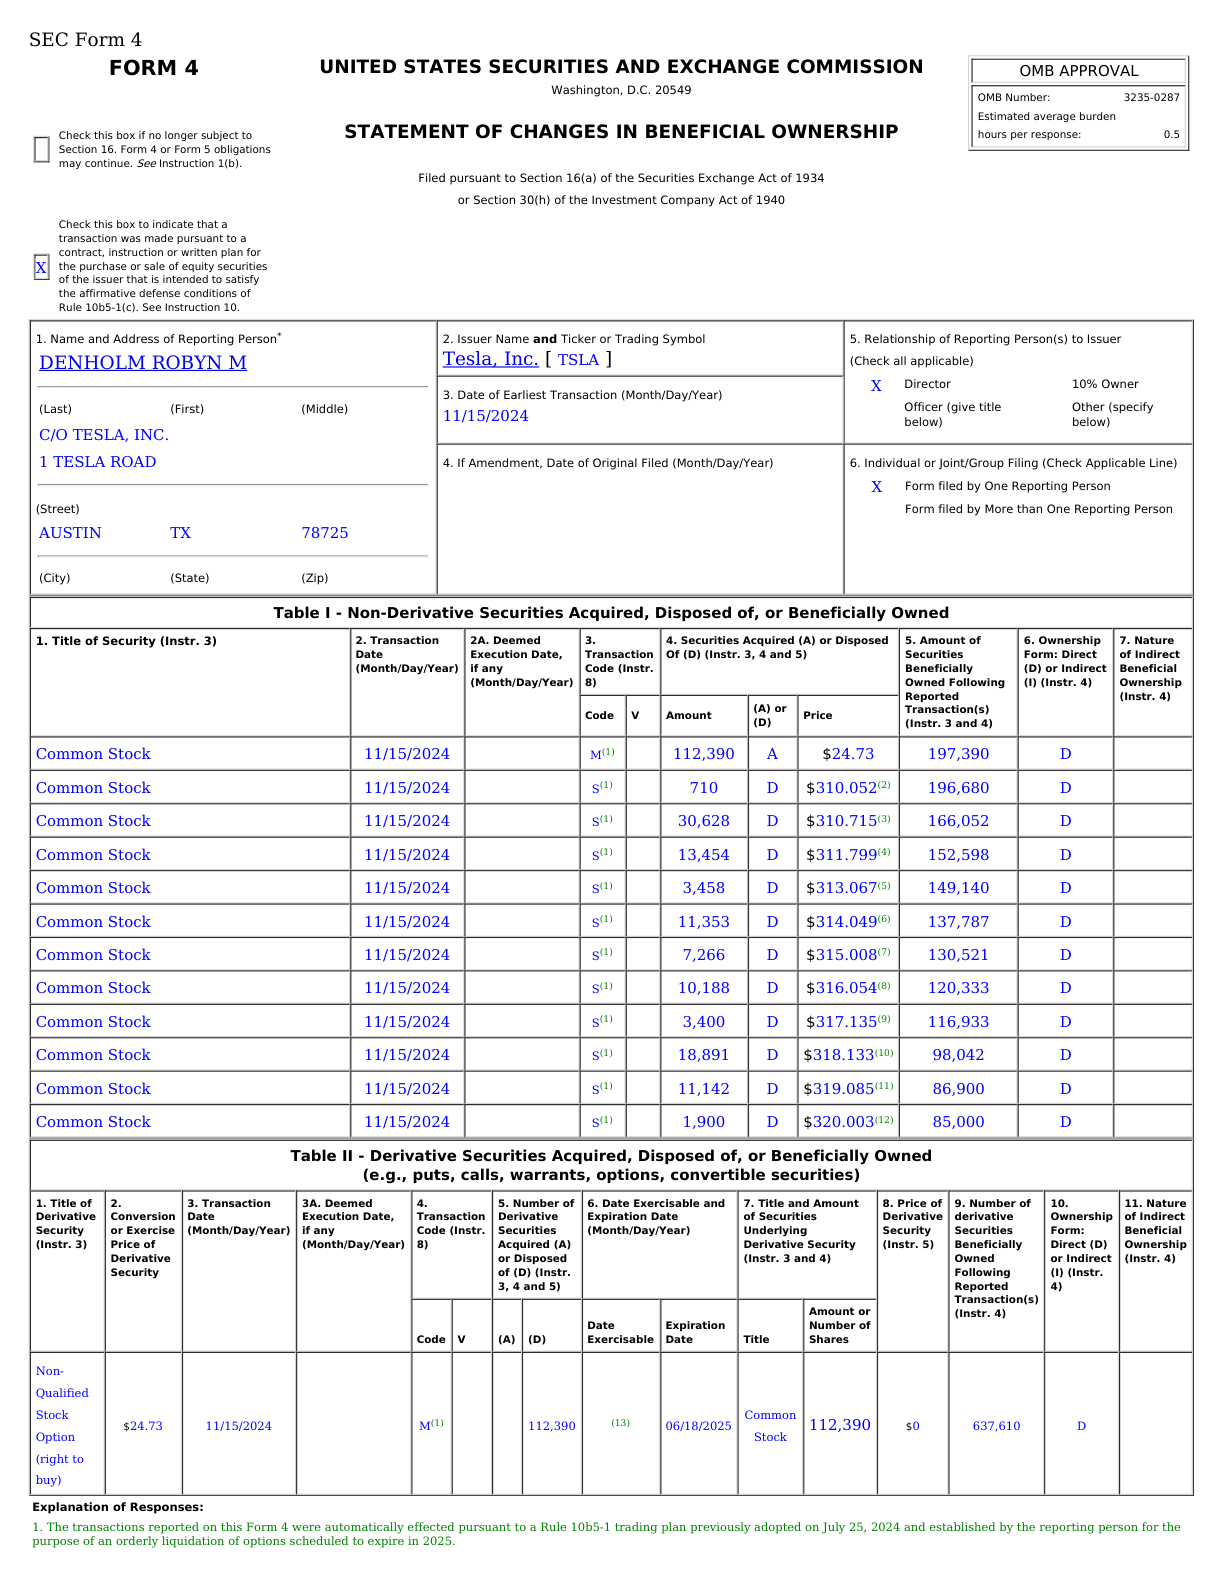 SEC Form 4
FORM 4
UNITED STATES SECURITIES AND EXCHANGE COMMISSION
Washington, D.C. 20549
STATEMENT OF CHANGES IN BENEFICIAL OWNERSHIP
Filed pursuant to Section 16(a) of the Securities Exchange Act of 1934
or Section 30(h) of the Investment Company Act of 1940
OMB APPROVAL
OMB Number: 3235-0287
Estimated average burden
hours per response: 0.5
Check this box if no longer subject to
Section 16. Form 4 or Form 5 obligations
may continue. See Instruction 1(b).
X
Check this box to indicate that a
transaction was made pursuant to a
contract, instruction or written plan for
the purchase or sale of equity securities
of the issuer that is intended to satisfy
the affirmative defense conditions of
Rule 10b5-1(c). See Instruction 10.
1. Name and Address of Reporting Person*
DENHOLM ROBYN M
(Last) (First) (Middle)
C/O TESLA, INC.
1 TESLA ROAD
(Street)
AUSTIN TX 78725
(City) (State) (Zip)
2. Issuer Name and Ticker or Trading Symbol
Tesla, Inc. [ TSLA ]
3. Date of Earliest Transaction (Month/Day/Year)
11/15/2024
4. If Amendment, Date of Original Filed (Month/Day/Year)
5. Relationship of Reporting Person(s) to Issuer
(Check all applicable)
X Director 10% Owner
Officer (give title below) Other (specify below)
6. Individual or Joint/Group Filing (Check Applicable Line)
X Form filed by One Reporting Person
Form filed by More than One Reporting Person
Table I - Non-Derivative Securities Acquired, Disposed of, or Beneficially Owned
1. Title of Security (Instr. 3)
2. Transaction Date (Month/Day/Year)
2A. Deemed Execution Date, if any (Month/Day/Year)
3. Transaction Code (Instr. 8)
4. Securities Acquired (A) or Disposed Of (D) (Instr. 3, 4 and 5)
5. Amount of Securities Beneficially Owned Following Reported Transaction(s) (Instr. 3 and 4)
6. Ownership Form: Direct (D) or Indirect (I) (Instr. 4)
7. Nature of Indirect Beneficial Ownership (Instr. 4)
Code V Amount (A) or (D) Price
Common Stock 11/15/2024 M(1) 112,390 A $24.73 197,390 D
Common Stock 11/15/2024 S(1) 710 D $310.052(2) 196,680 D
Common Stock 11/15/2024 S(1) 30,628 D $310.715(3) 166,052 D
Common Stock 11/15/2024 S(1) 13,454 D $311.799(4) 152,598 D
Common Stock 11/15/2024 S(1) 3,458 D $313.067(5) 149,140 D
Common Stock 11/15/2024 S(1) 11,353 D $314.049(6) 137,787 D
Common Stock 11/15/2024 S(1) 7,266 D $315.008(7) 130,521 D
Common Stock 11/15/2024 S(1) 10,188 D $316.054(8) 120,333 D
Common Stock 11/15/2024 S(1) 3,400 D $317.135(9) 116,933 D
Common Stock 11/15/2024 S(1) 18,891 D $318.133(10) 98,042 D
Common Stock 11/15/2024 S(1) 11,142 D $319.085(11) 86,900 D
Common Stock 11/15/2024 S(1) 1,900 D $320.003(12) 85,000 D
Table II - Derivative Securities Acquired, Disposed of, or Beneficially Owned
(e.g., puts, calls, warrants, options, convertible securities)
1. Title of Derivative Security (Instr. 3)
2. Conversion or Exercise Price of Derivative Security
3. Transaction Date (Month/Day/Year)
3A. Deemed Execution Date, if any (Month/Day/Year)
4. Transaction Code (Instr. 8)
5. Number of Derivative Securities Acquired (A) or Disposed of (D) (Instr. 3, 4 and 5)
6. Date Exercisable and Expiration Date (Month/Day/Year)
7. Title and Amount of Securities Underlying Derivative Security (Instr. 3 and 4)
8. Price of Derivative Security (Instr. 5)
9. Number of derivative Securities Beneficially Owned Following Reported Transaction(s) (Instr. 4)
10. Ownership Form: Direct (D) or Indirect (I) (Instr. 4)
11. Nature of Indirect Beneficial Ownership (Instr. 4)
Code V (A) (D) Date Exercisable Expiration Date Title Amount or Number of Shares
Non-Qualified Stock Option (right to buy) $24.73 11/15/2024 M(1) 112,390 (13) 06/18/2025 Common Stock 112,390 $0 637,610 D
Explanation of Responses:
1. The transactions reported on this Form 4 were automatically effected pursuant to a Rule 10b5-1 trading plan previously adopted on July 25, 2024 and established by the reporting person for the
purpose of an orderly liquidation of options scheduled to expire in 2025.